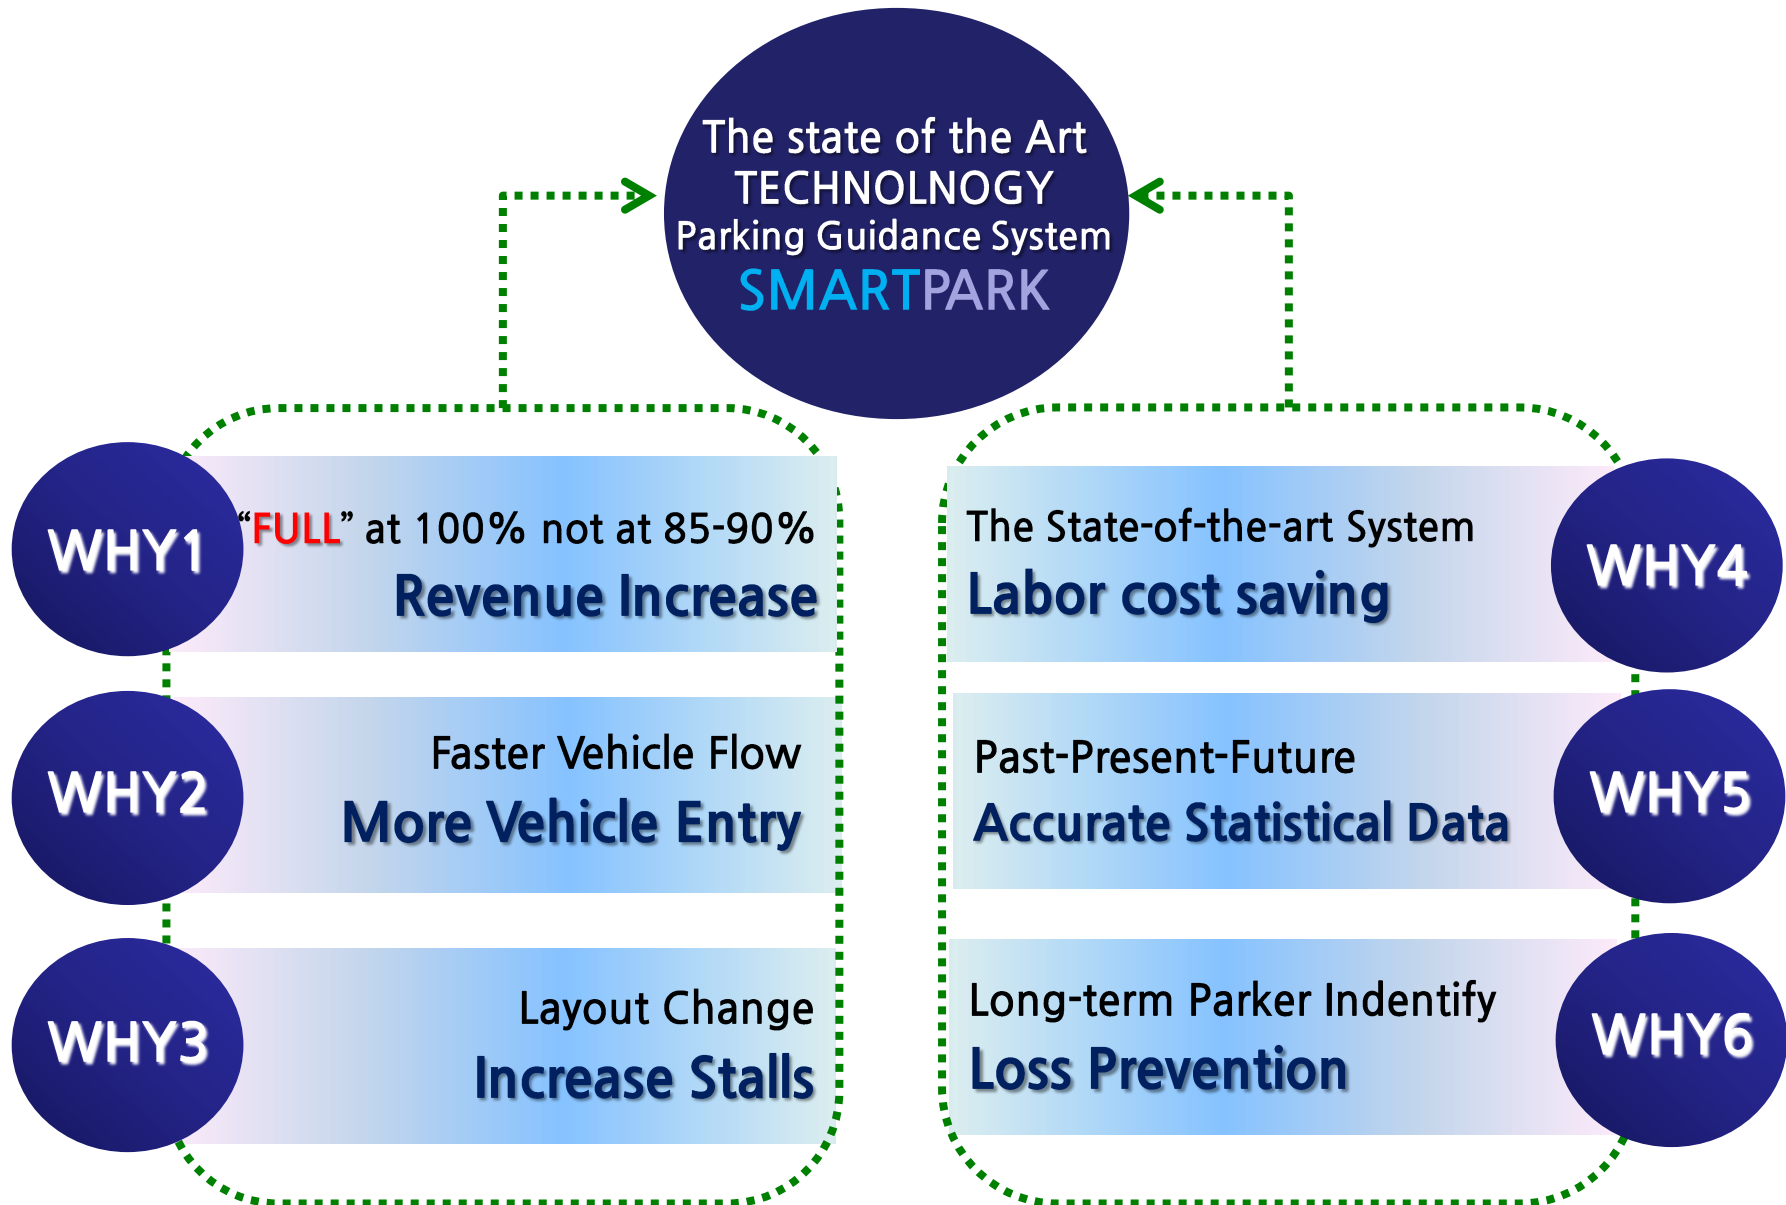 The state of the Art
TECHNOLNOGY
Parking Guidance System
SMARTPARK
WHY1
“FULL” at 100% not at 85-90%
Revenue Increase
WHY2
Faster Vehicle Flow
More Vehicle Entry
WHY3
Layout Change
Increase Stalls
The State-of-the-art System
Labor cost saving
WHY4
Past-Present-Future
Accurate Statistical Data
WHY5
Long-term Parker Indentify
Loss Prevention
WHY6